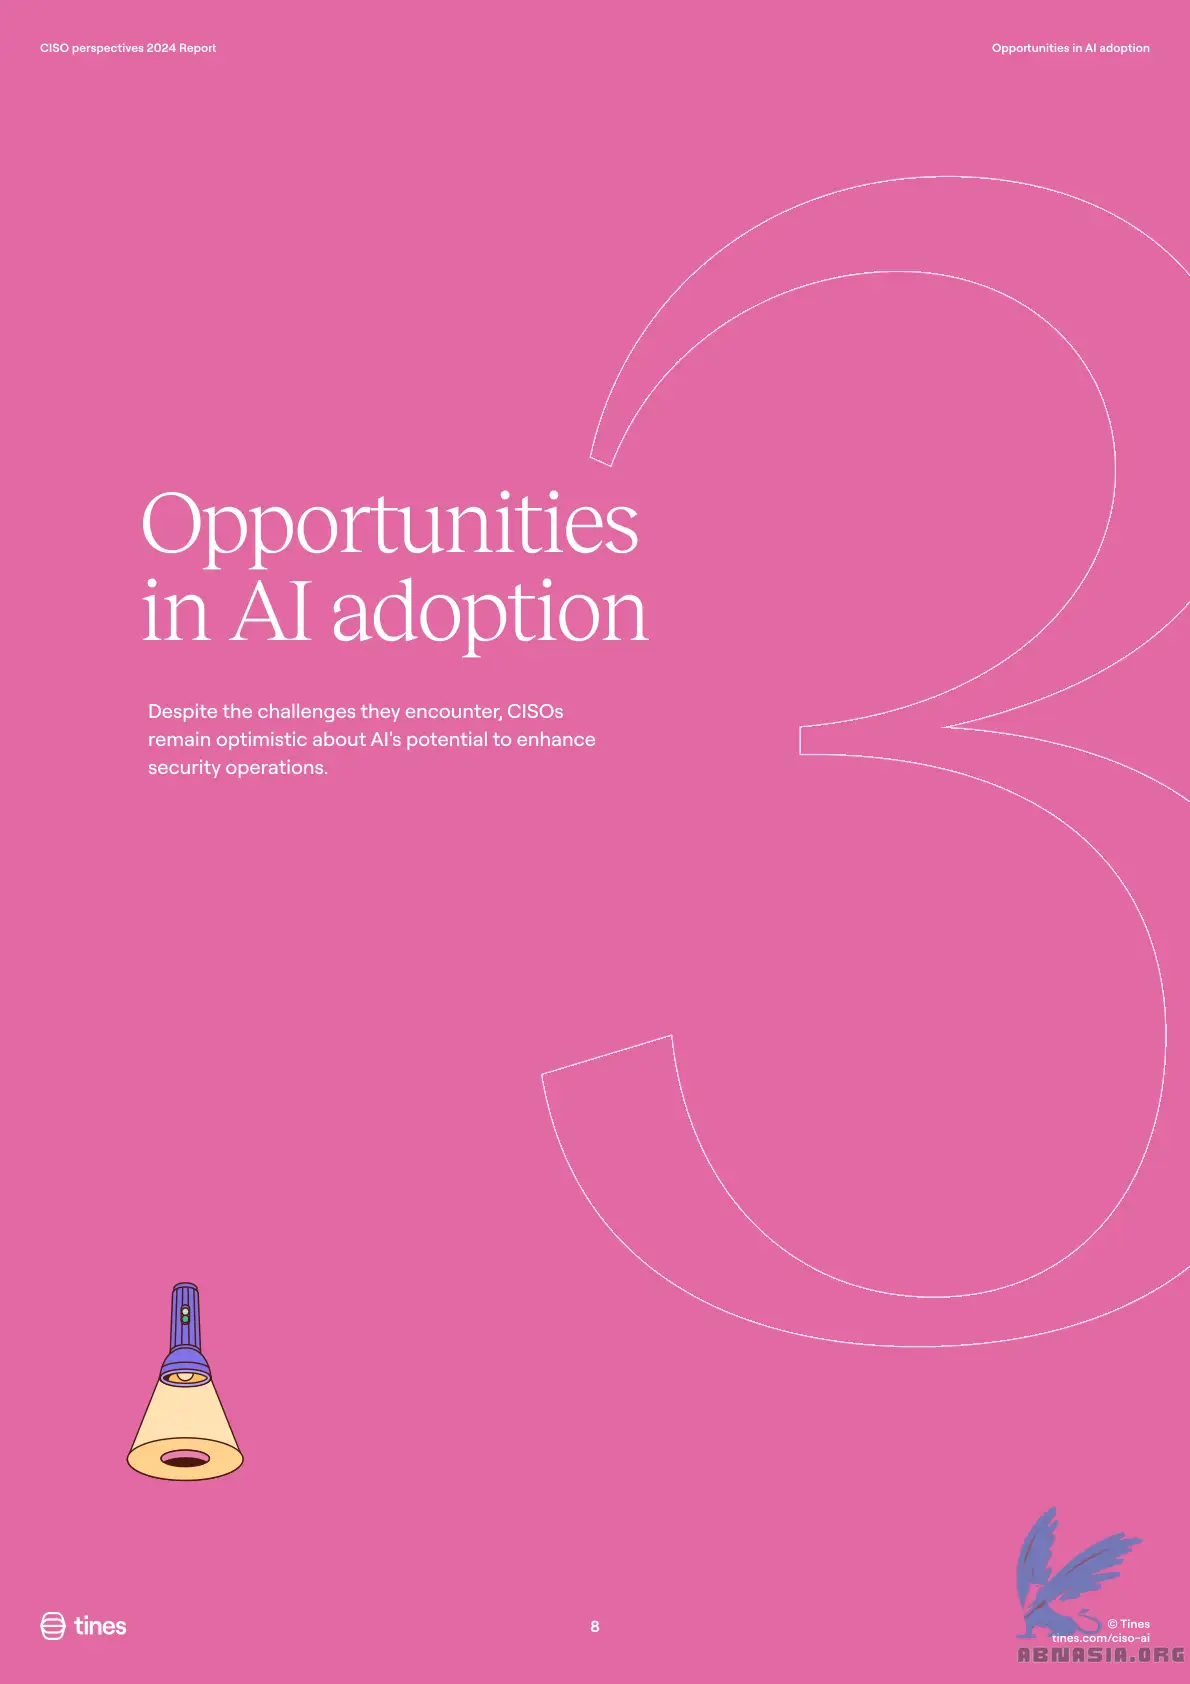 CISO perspectives 2024 Report
Opportunities in AI adoption
3
Opportunities
in AI adoption
Despite the challenges they encounter, CISOs
remain optimistic about AI's potential to enhance
security operations.
tines
8
© Tines
tines.com/ciso-ai
ABNASIA.ORG